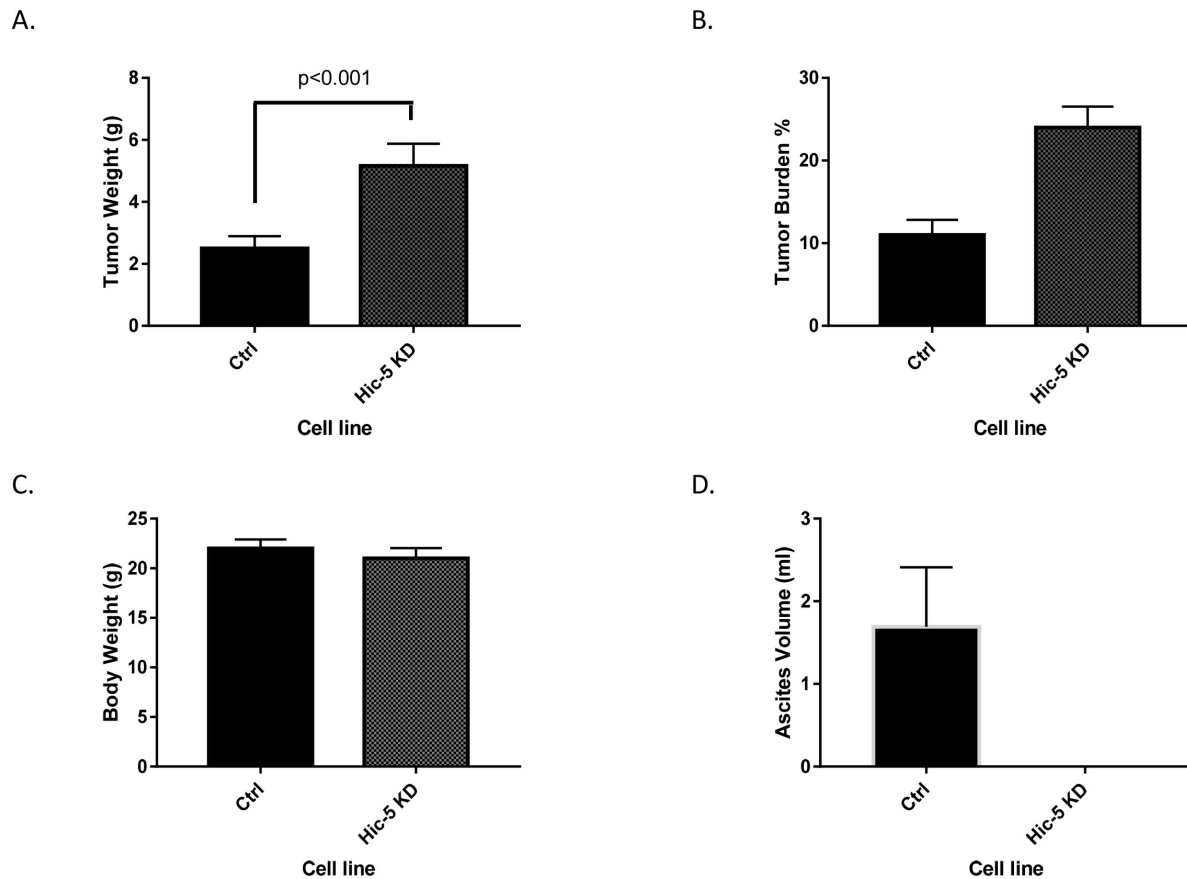 A.
p<0.001
8
6
4
2
0
Tumor Weight (g)
Ctrl
Hic-5 KD
Cell line
B.
30
20
10
0
Tumor Burden %
Ctrl
Hic-5 KD
Cell line
C.
25
20
15
10
5
0
Body Weight (g)
Ctrl
Hic-5 KD
Cell line
D.
3
2
1
0
Ascites Volume (ml)
Ctrl
Hic-5 KD
Cell line